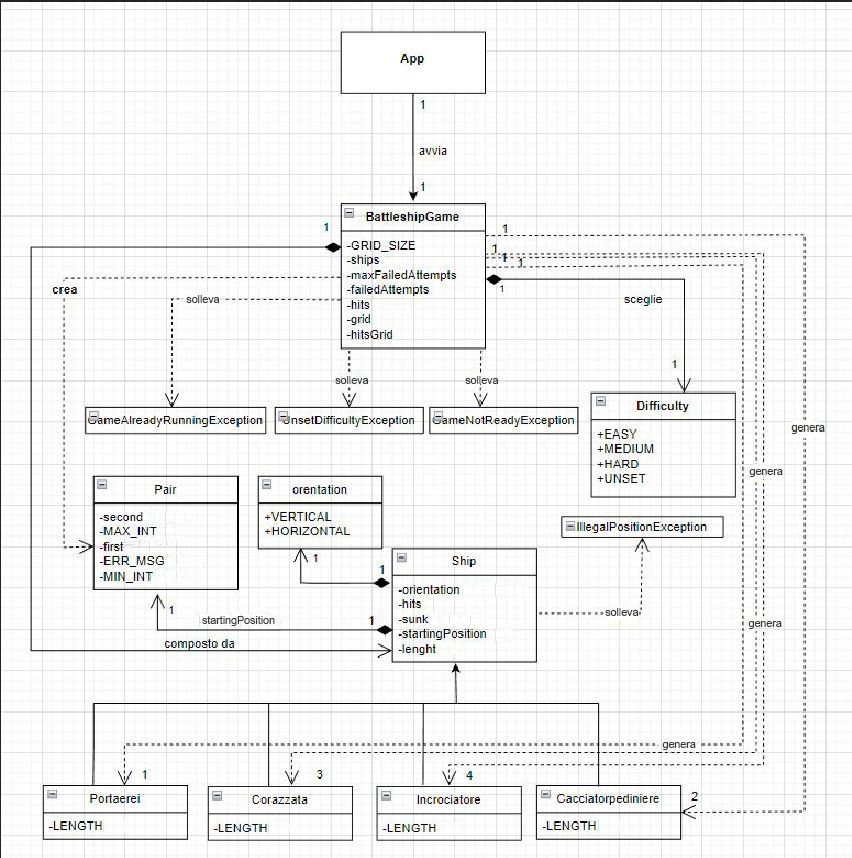 App
1
avvia
1
BattleshipGame
-GRID_SIZE
-ships
-maxFailedAttempts
-failedAttempts
-hits
-grid
-hitsGrid
1
1
1
1
1
1
crea
solleva
solleva
solleva
sceglie
1
GameAlreadyRunningException
UnsetDifficultyException
GameNotReadyException
Difficulty
+EASY
+MEDIUM
+HARD
+UNSET
genera
genera
Pair
-second
-MAX_INT
-first
-ERR_MSG
-MIN_INT
orentation
+VERTICAL
+HORIZONTAL
IllegalPositionException
1
1
Ship
-orientation
-hits
-sunk
-startingPosition
-lenght
1
startingPosition
1
composto da
solleva
genera
genera
1
3
4
2
Portaerei
-LENGTH
Corazzata
-LENGTH
Incrociatore
-LENGTH
Cacciatorpediniere
-LENGTH